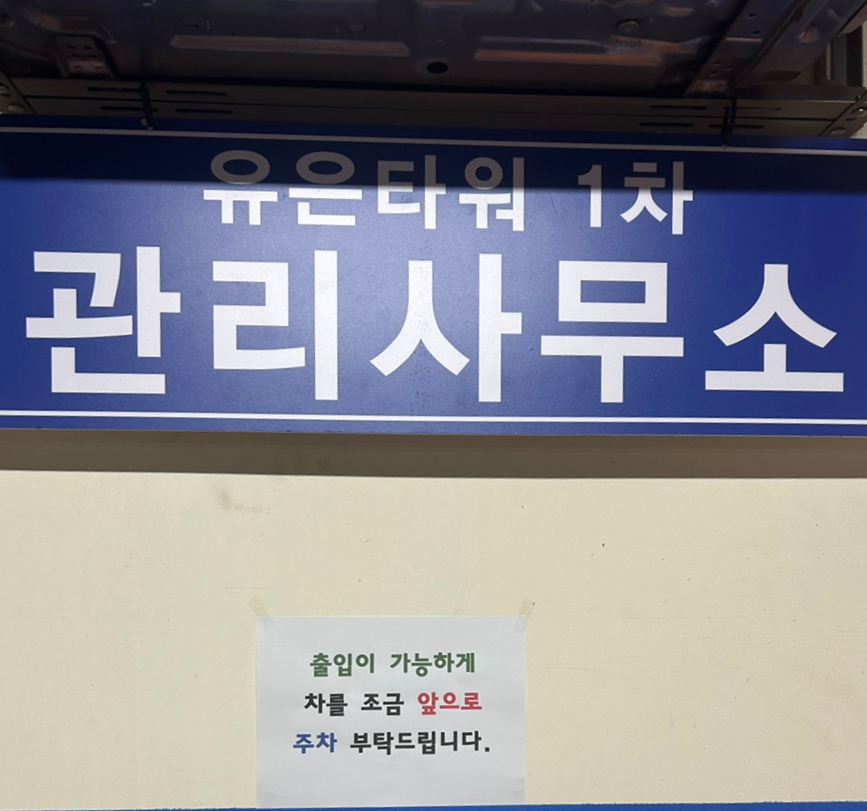 유은타워 1차
관리사무소
출입이 가능하게
차를 조금 앞으로
주차 부탁드립니다.